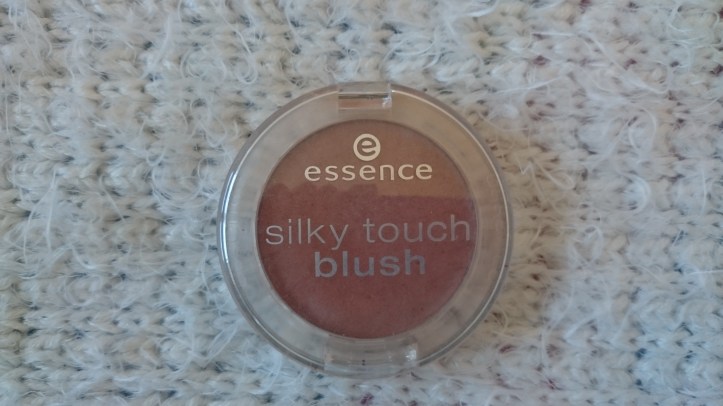 e
essence
silky touch
blush